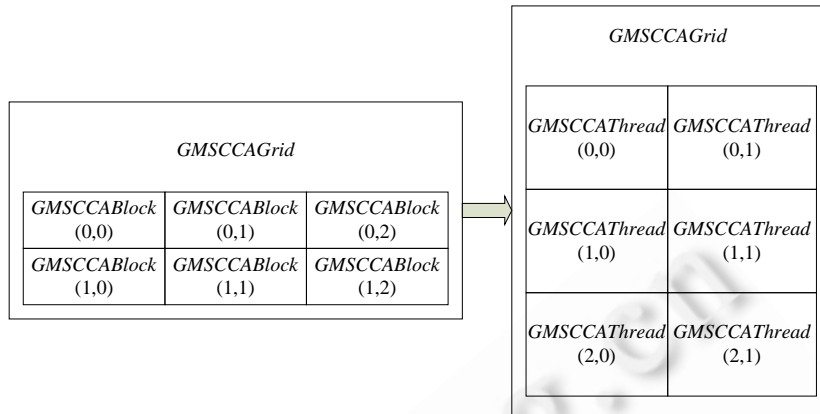 GMSCCAGrid
GMSCCABlock GMSCCABlock GMSCCABlock
(0,0) (0,1) (0,2)
GMSCCABlock GMSCCABlock GMSCCABlock
(1,0) (1,1) (1,2)
GMSCCAGrid
GMSCCAThread GMSCCAThread
(0,0) (0,1)
GMSCCAThread GMSCCAThread
(1,0) (1,1)
GMSCCAThread GMSCCAThread
(2,0) (2,1)
.cn